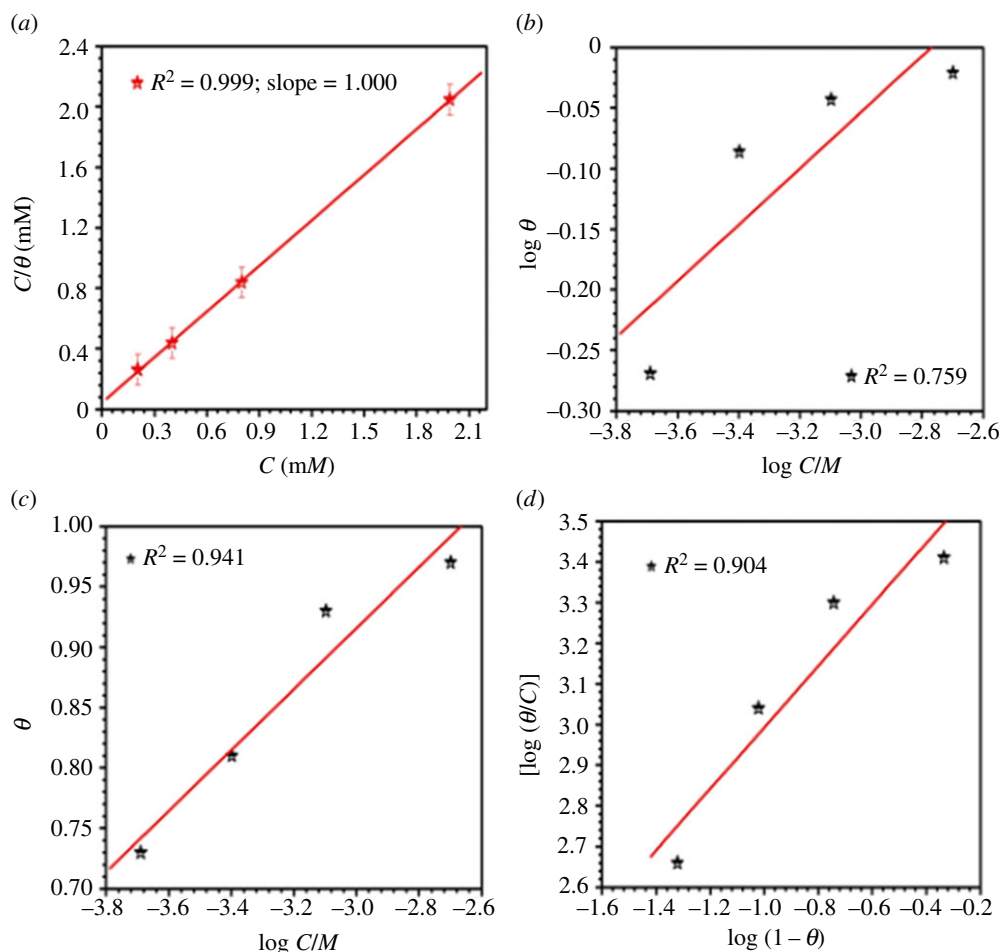 (a)
2.4
2.0
1.6
1.2
0.8
0.4
0
C/θ (mM)
R² = 0.999; slope = 1.000
0 0.3 0.6 0.9 1.2 1.5 1.8 2.1
C (mM)
(b)
0
−0.05
−0.10
−0.15
−0.20
−0.25
−0.30
log θ
R² = 0.759
−3.8 −3.6 −3.4 −3.2 −3.0 −2.8 −2.6
log C/M
(c)
1.00
0.95
0.90
0.85
0.80
0.75
0.70
θ
R² = 0.941
−3.8 −3.6 −3.4 −3.2 −3.0 −2.8 −2.6
log C/M
(d)
3.5
3.4
3.3
3.2
3.1
3.0
2.9
2.8
2.7
2.6
[log (θ/C)]
R² = 0.904
−1.6 −1.4 −1.2 −1.0 −0.8 −0.6 −0.4 −0.2
log (1 – θ)